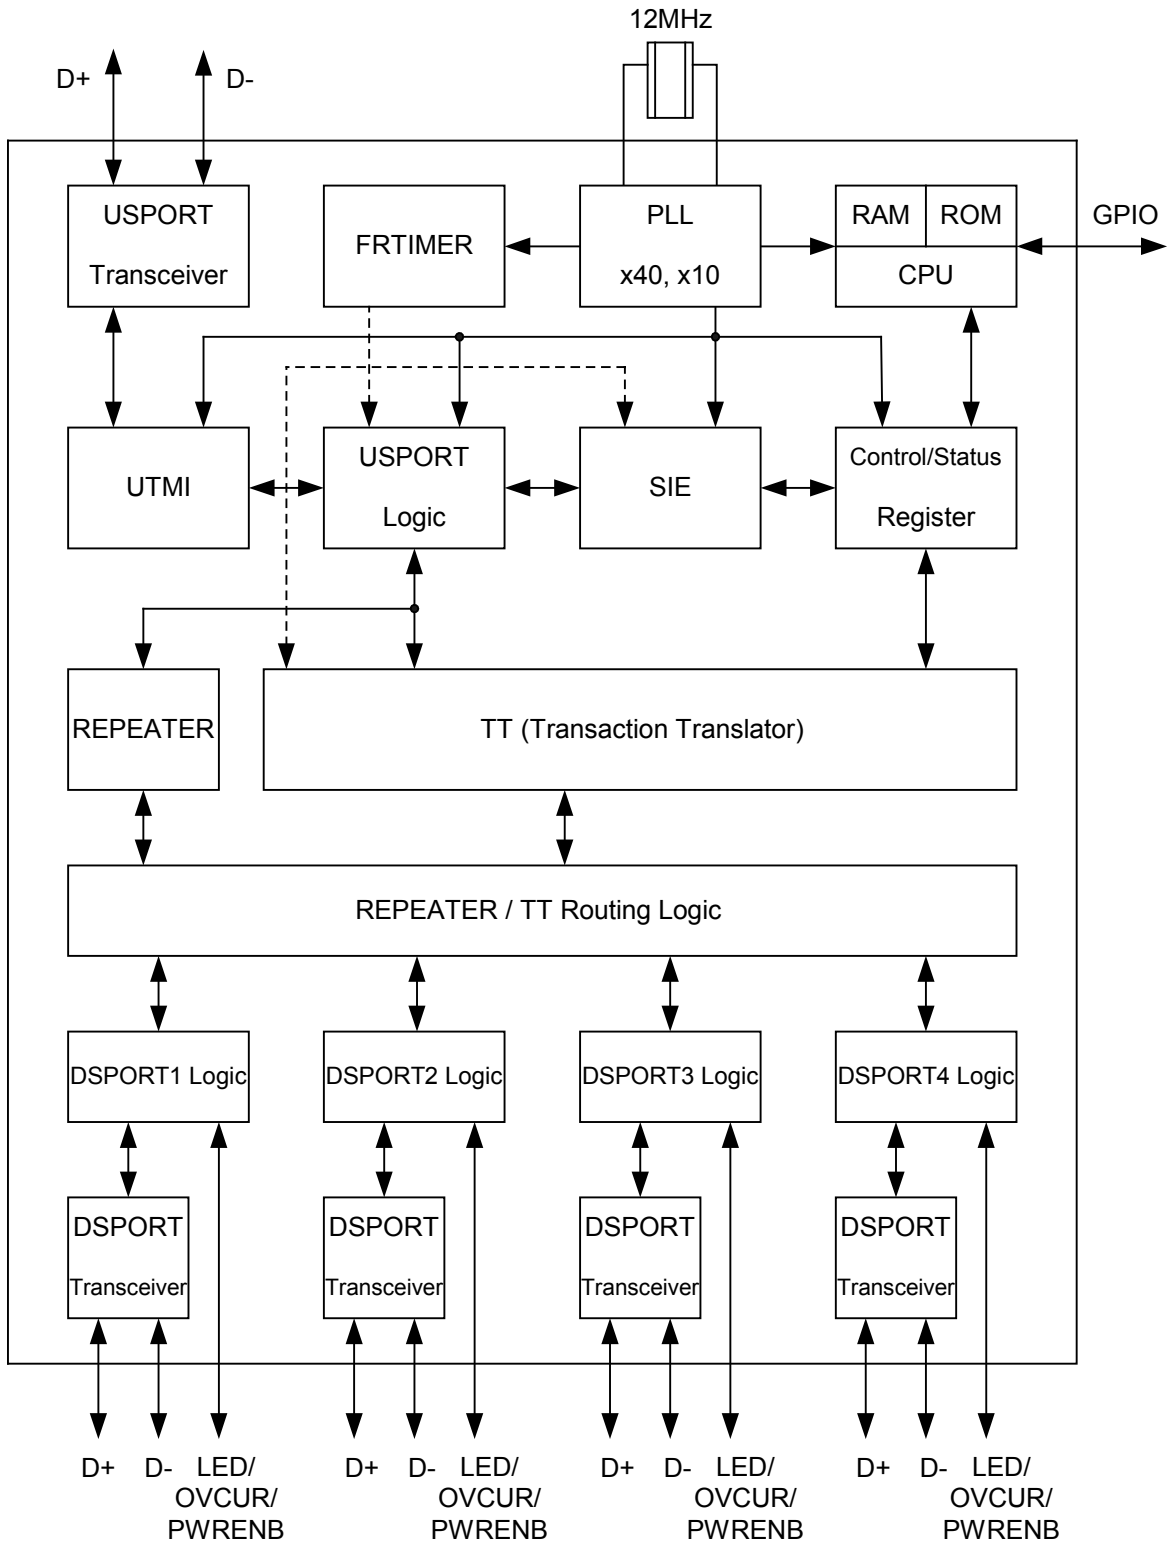 12MHz
D+
D-
USPORT
Transceiver
FRTIMER
PLL
x40, x10
RAM
ROM
CPU
GPIO
UTMI
USPORT
Logic
SIE
Control/Status
Register
REPEATER
TT (Transaction Translator)
REPEATER / TT Routing Logic
DSPORT1 Logic
DSPORT2 Logic
DSPORT3 Logic
DSPORT4 Logic
DSPORT
Transceiver
DSPORT
Transceiver
DSPORT
Transceiver
DSPORT
Transceiver
D+
D-
LED/
OVCUR/
PWRENB
D+
D-
LED/
OVCUR/
PWRENB
D+
D-
LED/
OVCUR/
PWRENB
D+
D-
LED/
OVCUR/
PWRENB